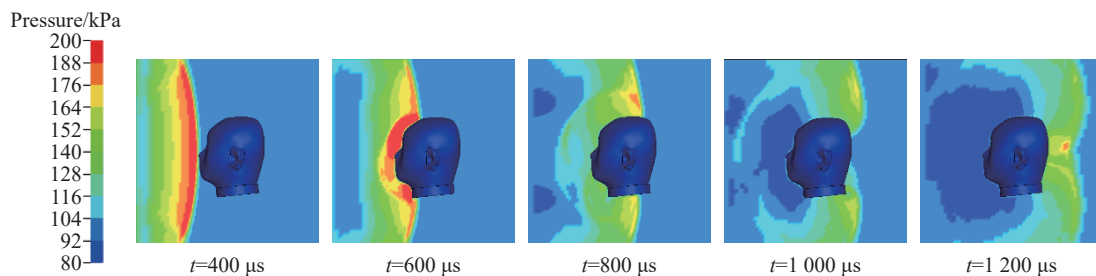 Pressure/kPa
200
188
176
164
152
140
128
116
104
92
80
t=400 μs
t=600 μs
t=800 μs
t=1 000 μs
t=1 200 μs